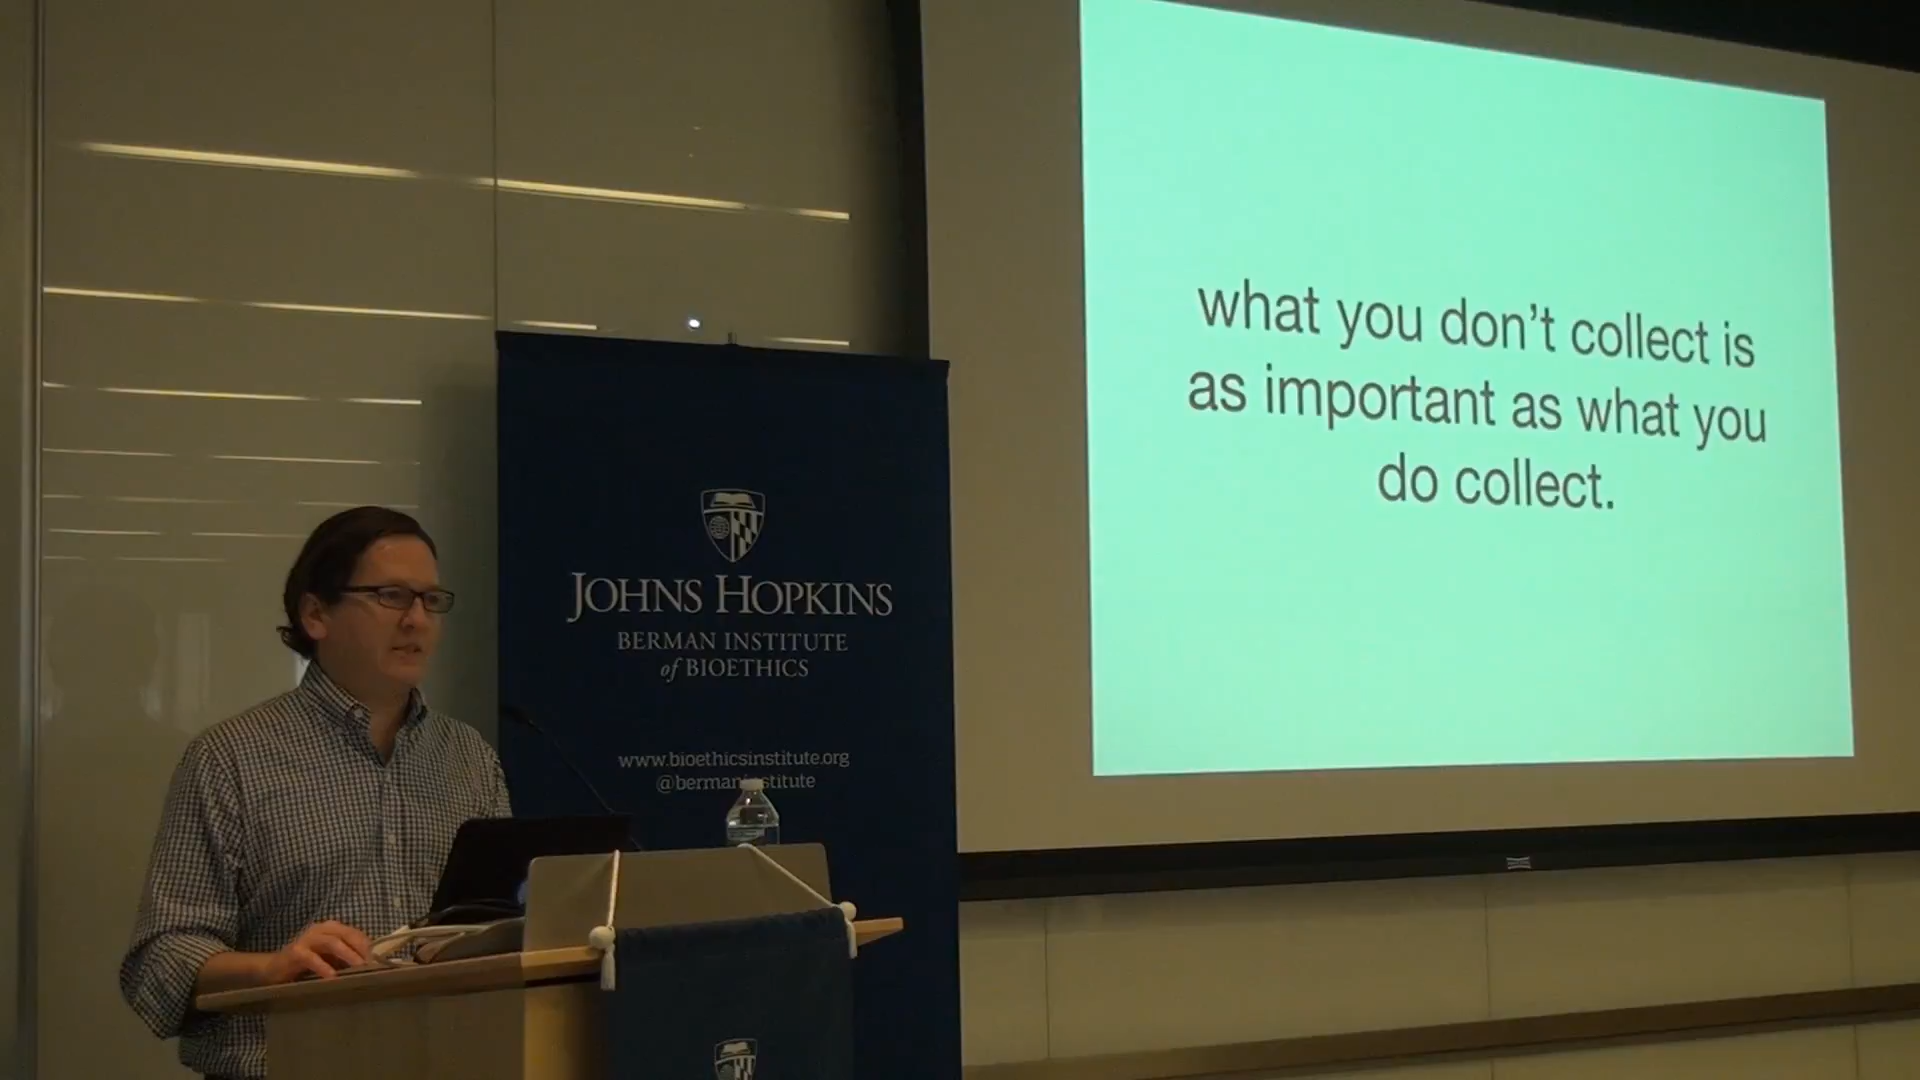 what you don't collect is
as important as what you
do collect.
JOHNS HOPKINS
BERMAN INSTITUTE
of BIOETHICS
www.bioethicsinstitute.org